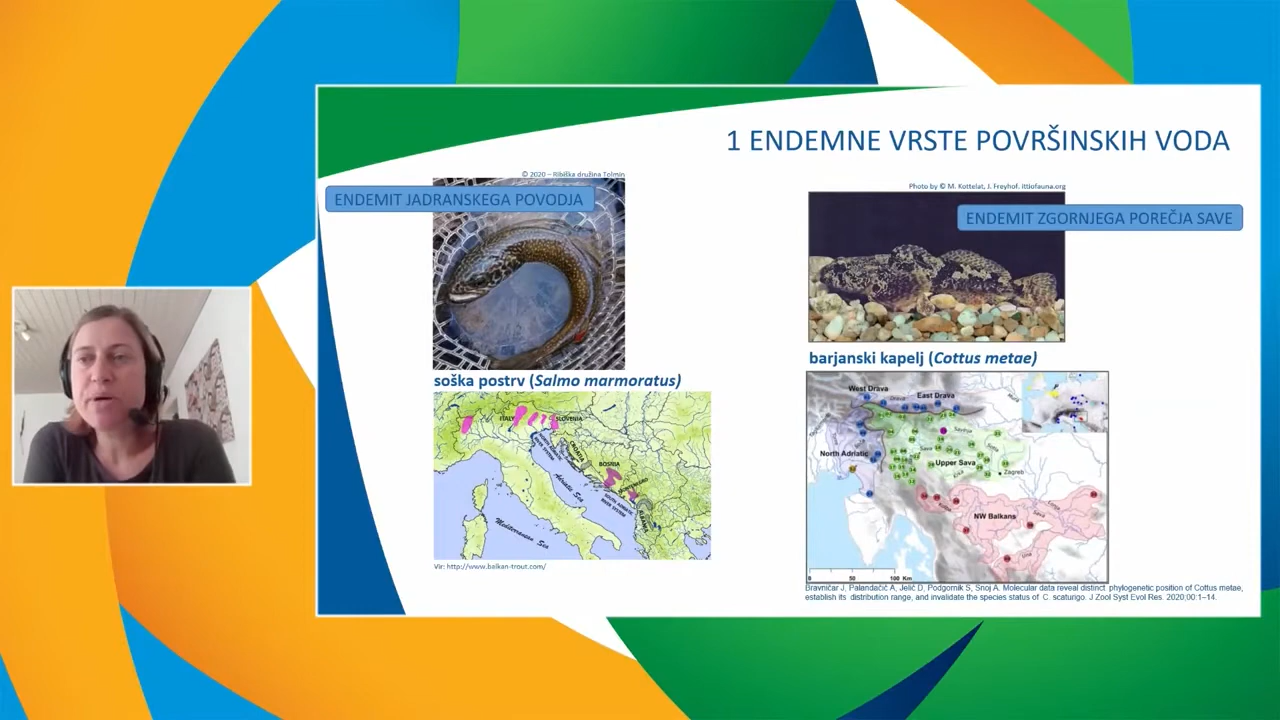 1 ENDEMNE VRSTE POVRŠINSKIH VODA
© 2020 – Ribiška družina Tolmin
ENDEMIT JADRANSKEGA POVODJA
soška postrv (Salmo marmoratus)
ITALY
SLOVENIA
BOSNIA
Adriatic Sea
Mediterranean Sea
Vir: http://www.balkan-trout.com/
Photo by © M. Kottelat, J. Freyhof. ittiofauna.org
ENDEMIT ZGORNJEGA POREČJA SAVE
barjanski kapelj (Cottus metae)
West Drava
East Drava
North Adriatic
Upper Sava
Zagreb
NW Balkans
0 50 100 Km
Bravničar J, Palandačić A, Jelić D, Podgornik S, Snoj A. Molecular data reveal distinct phylogenetic position of Cottus metae,
establish its distribution range, and invalidate the species status of C. scaturigo. J Zool Syst Evol Res. 2020;00:1–14.